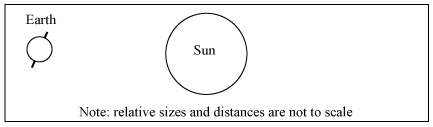 Earth
Sun
Note: relative sizes and distances are not to scale